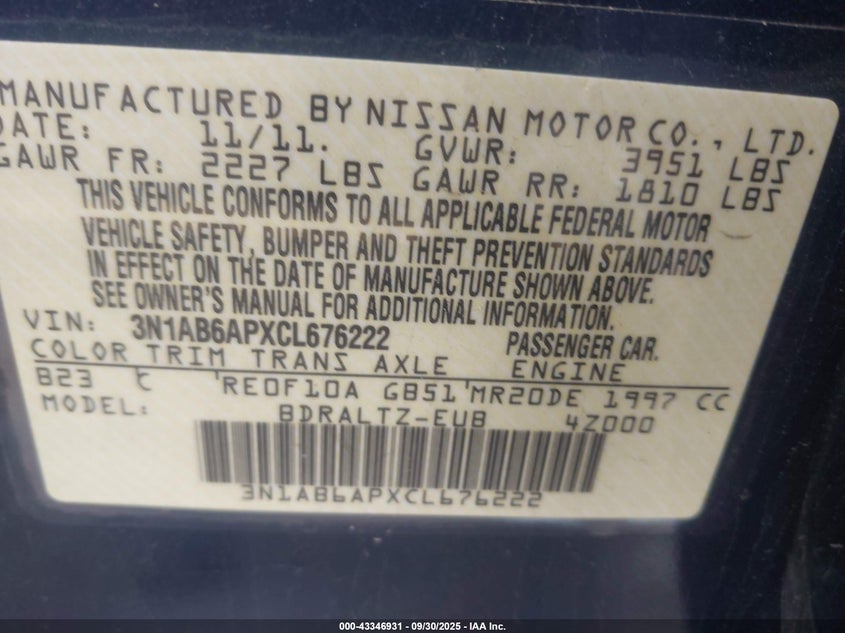 MANUFACTURED BY NISSAN MOTOR CO., LTD.
DATE: 11/11. GVWR: 3951 LBS
GAWR FR: 2227 LBS GAWR RR: 1810 LBS
THIS VEHICLE CONFORMS TO ALL APPLICABLE FEDERAL MOTOR
VEHICLE SAFETY, BUMPER AND THEFT PREVENTION STANDARDS
IN EFFECT ON THE DATE OF MANUFACTURE SHOWN ABOVE.
SEE OWNER'S MANUAL FOR ADDITIONAL INFORMATION.
VIN: 3N1AB6APXCL676222 PASSENGER CAR.
COLOR TRIM TRANS AXLE ENGINE
B23 C 'RE0F10A GB51'MR20DE 1997 CC
MODEL: BDRALTZ-EUB 4Z000
3N1AB6APXCL676222
000-43346931 - 09/30/2025 - IAA Inc.